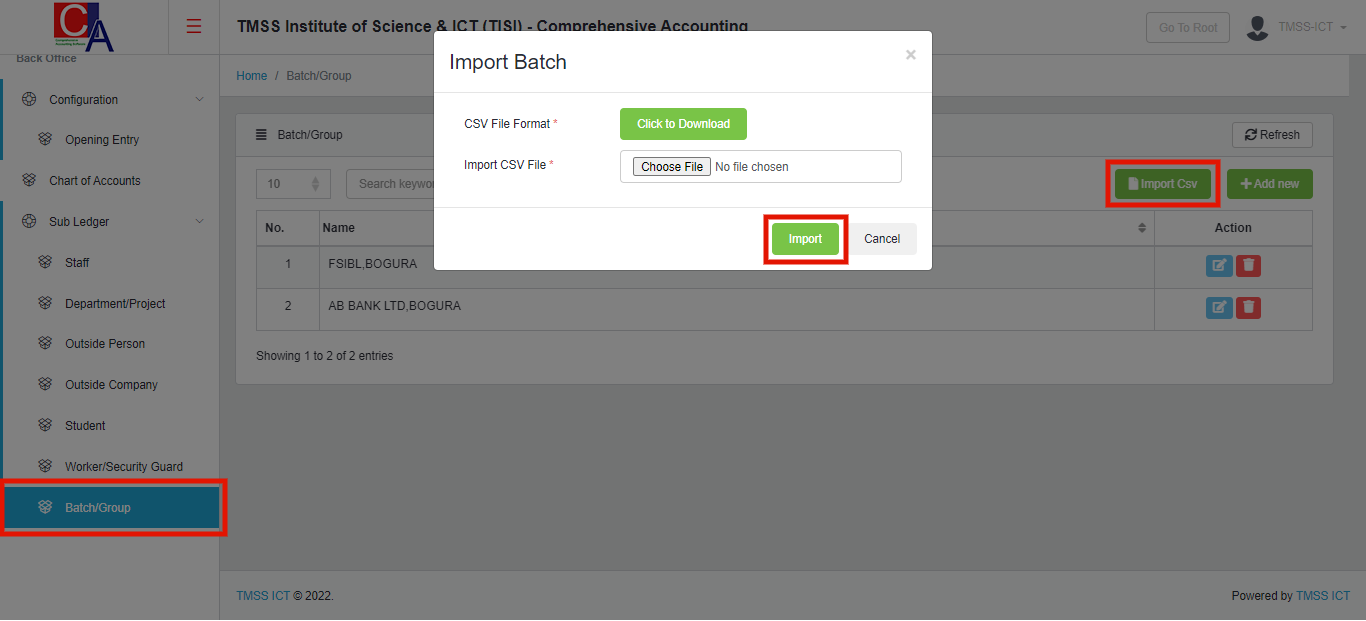 CA
Comprehensive
Accounting Software
TMSS Institute of Science & ICT (TISI) - Comprehensive Accounting
Go To Root
TMSS-ICT
Back Office
Configuration
Opening Entry
Chart of Accounts
Sub Ledger
Staff
Department/Project
Outside Person
Outside Company
Student
Worker/Security Guard
Batch/Group
Home / Batch/Group
Batch/Group
Refresh
10
Search keywor
Import Csv
Add new
No. Name Action
1 FSIBL,BOGURA
2 AB BANK LTD,BOGURA
Showing 1 to 2 of 2 entries
Import Batch
×
CSV File Format *
Click to Download
Import CSV File *
Choose File No file chosen
Import
Cancel
TMSS ICT © 2022.
Powered by TMSS ICT